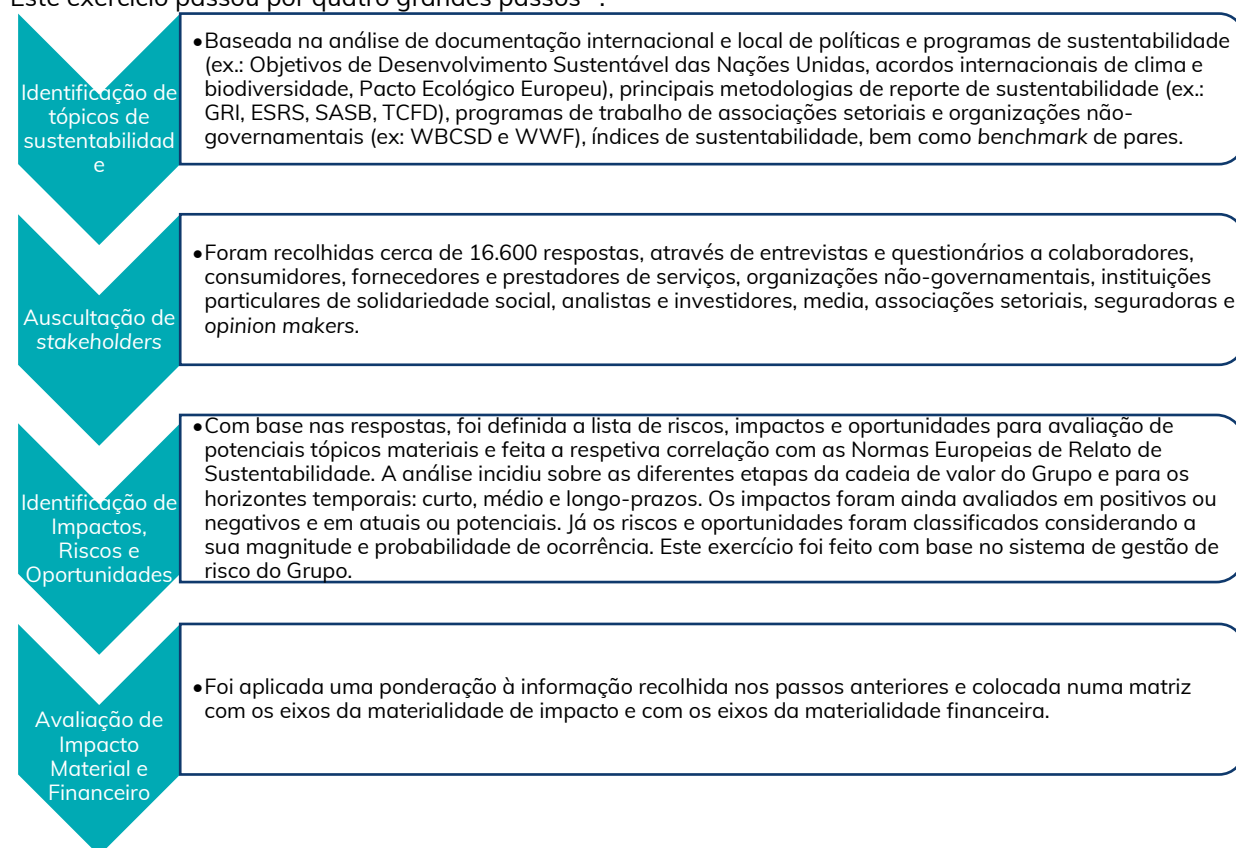 Este exercício passou por quatro grandes passos
Identificação de
tópicos de
sustentabilidad
e
•Baseada na análise de documentação internacional e local de políticas e programas de sustentabilidade
(ex.: Objetivos de Desenvolvimento Sustentável das Nações Unidas, acordos internacionais de clima e
biodiversidade, Pacto Ecológico Europeu), principais metodologias de reporte de sustentabilidade (ex.:
GRI, ESRS, SASB, TCFD), programas de trabalho de associações setoriais e organizações não-
governamentais (ex: WBCSD e WWF), índices de sustentabilidade, bem como benchmark de pares.
Auscultação de
stakeholders
•Foram recolhidas cerca de 16.600 respostas, através de entrevistas e questionários a colaboradores,
consumidores, fornecedores e prestadores de serviços, organizações não-governamentais, instituições
particulares de solidariedade social, analistas e investidores, media, associações setoriais, seguradoras e
opinion makers.
Identificação de
Impactos,
Riscos e
Oportunidades
•Com base nas respostas, foi definida a lista de riscos, impactos e oportunidades para avaliação de
potenciais tópicos materiais e feita a respetiva correlação com as Normas Europeias de Relato de
Sustentabilidade. A análise incidiu sobre as diferentes etapas da cadeia de valor do Grupo e para os
horizontes temporais: curto, médio e longo-prazos. Os impactos foram ainda avaliados em positivos ou
negativos e em atuais ou potenciais. Já os riscos e oportunidades foram classificados considerando a
sua magnitude e probabilidade de ocorrência. Este exercício foi feito com base no sistema de gestão de
risco do Grupo.
Avaliação de
Impacto
Material e
Financeiro
•Foi aplicada uma ponderação à informação recolhida nos passos anteriores e colocada numa matriz
com os eixos da materialidade de impacto e com os eixos da materialidade financeira.